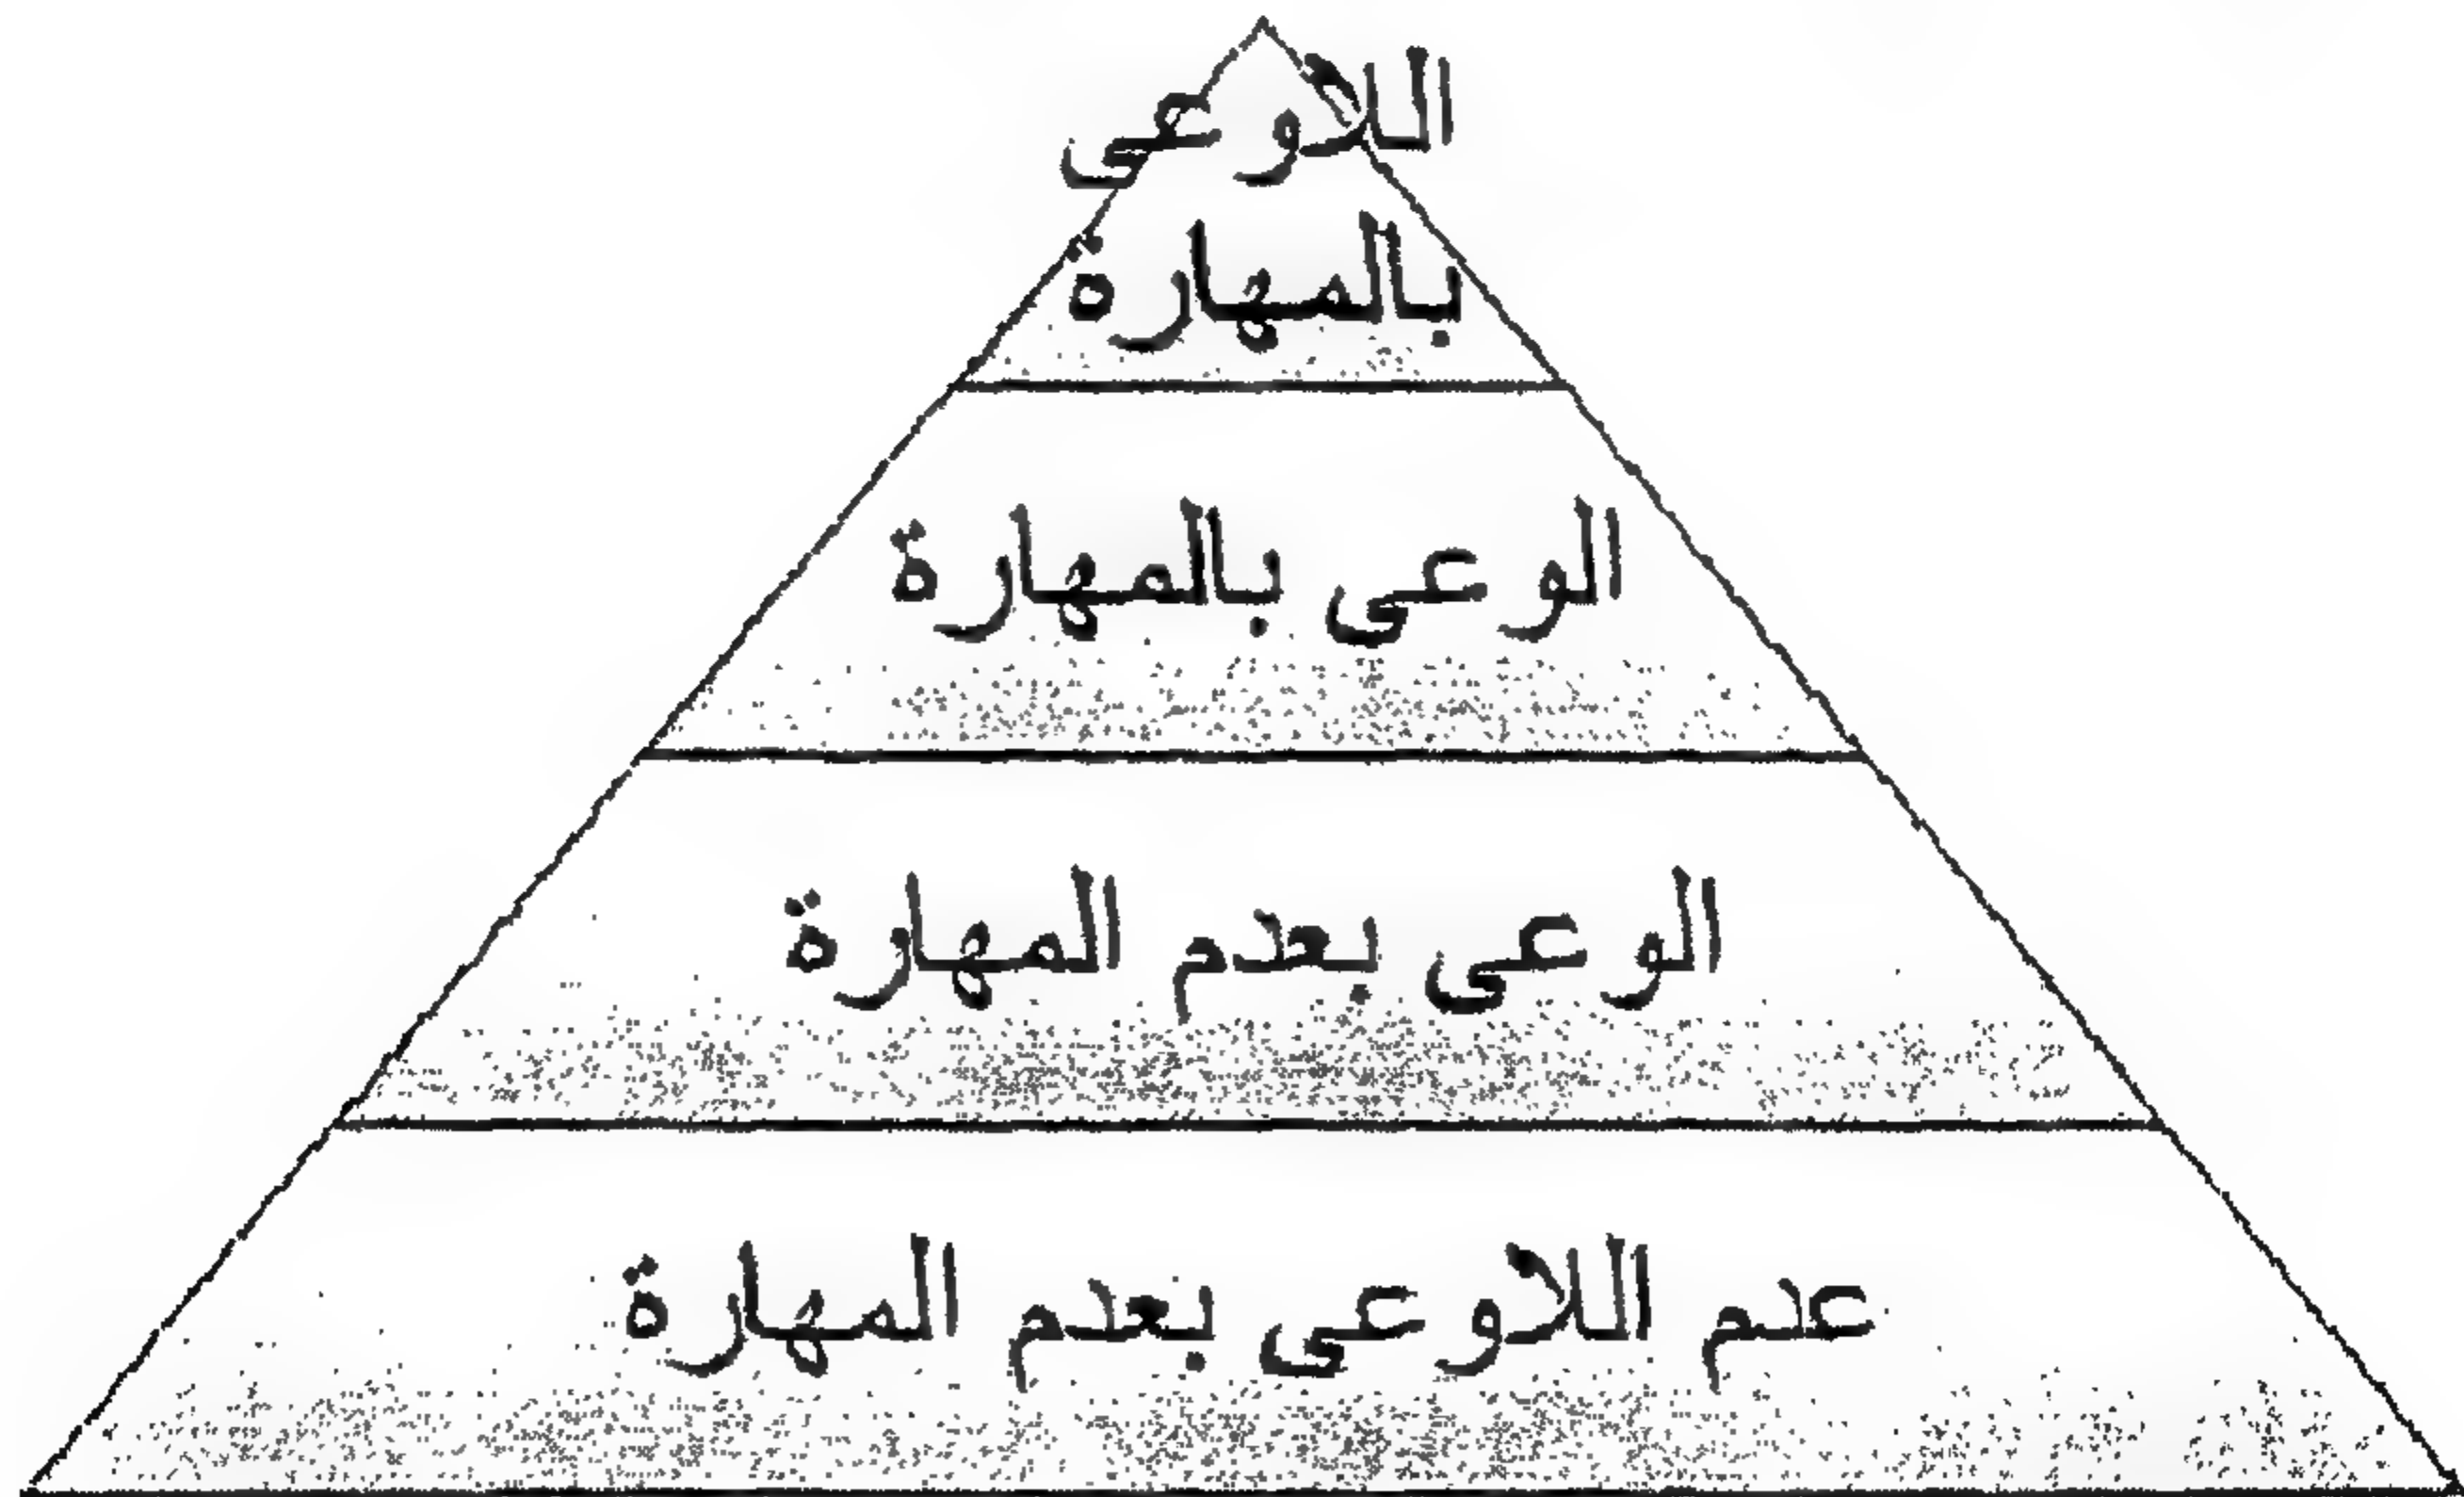 اللاوعى
بالمهارة
الوعى بالمهارة
الوعى بعدم المهارة
عدم اللاوعى بعدم المهارة